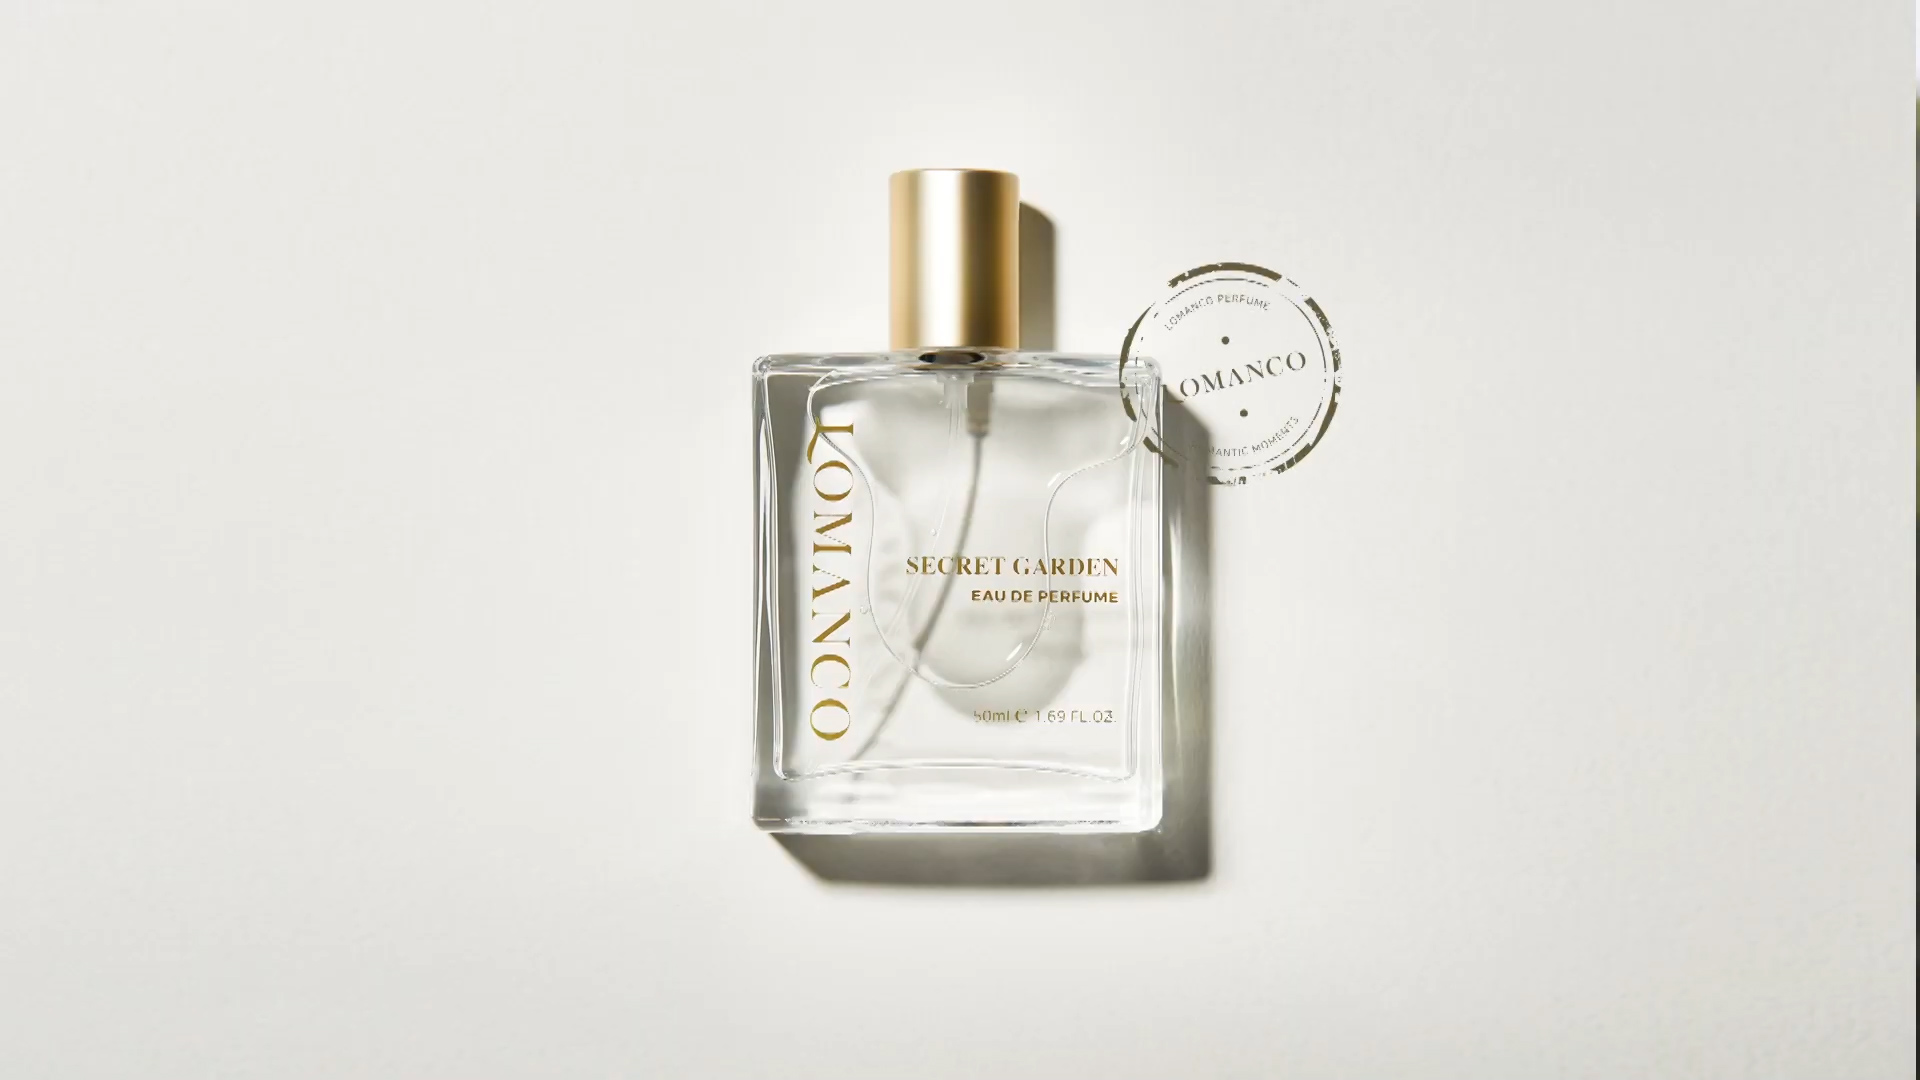 LOMANCO
SECRET GARDEN
EAU DE PERFUME
50ml e 1.69 FL.OZ.
LOMANCO PERFUME
LOMANCO
ROMANTIC MOMENTS